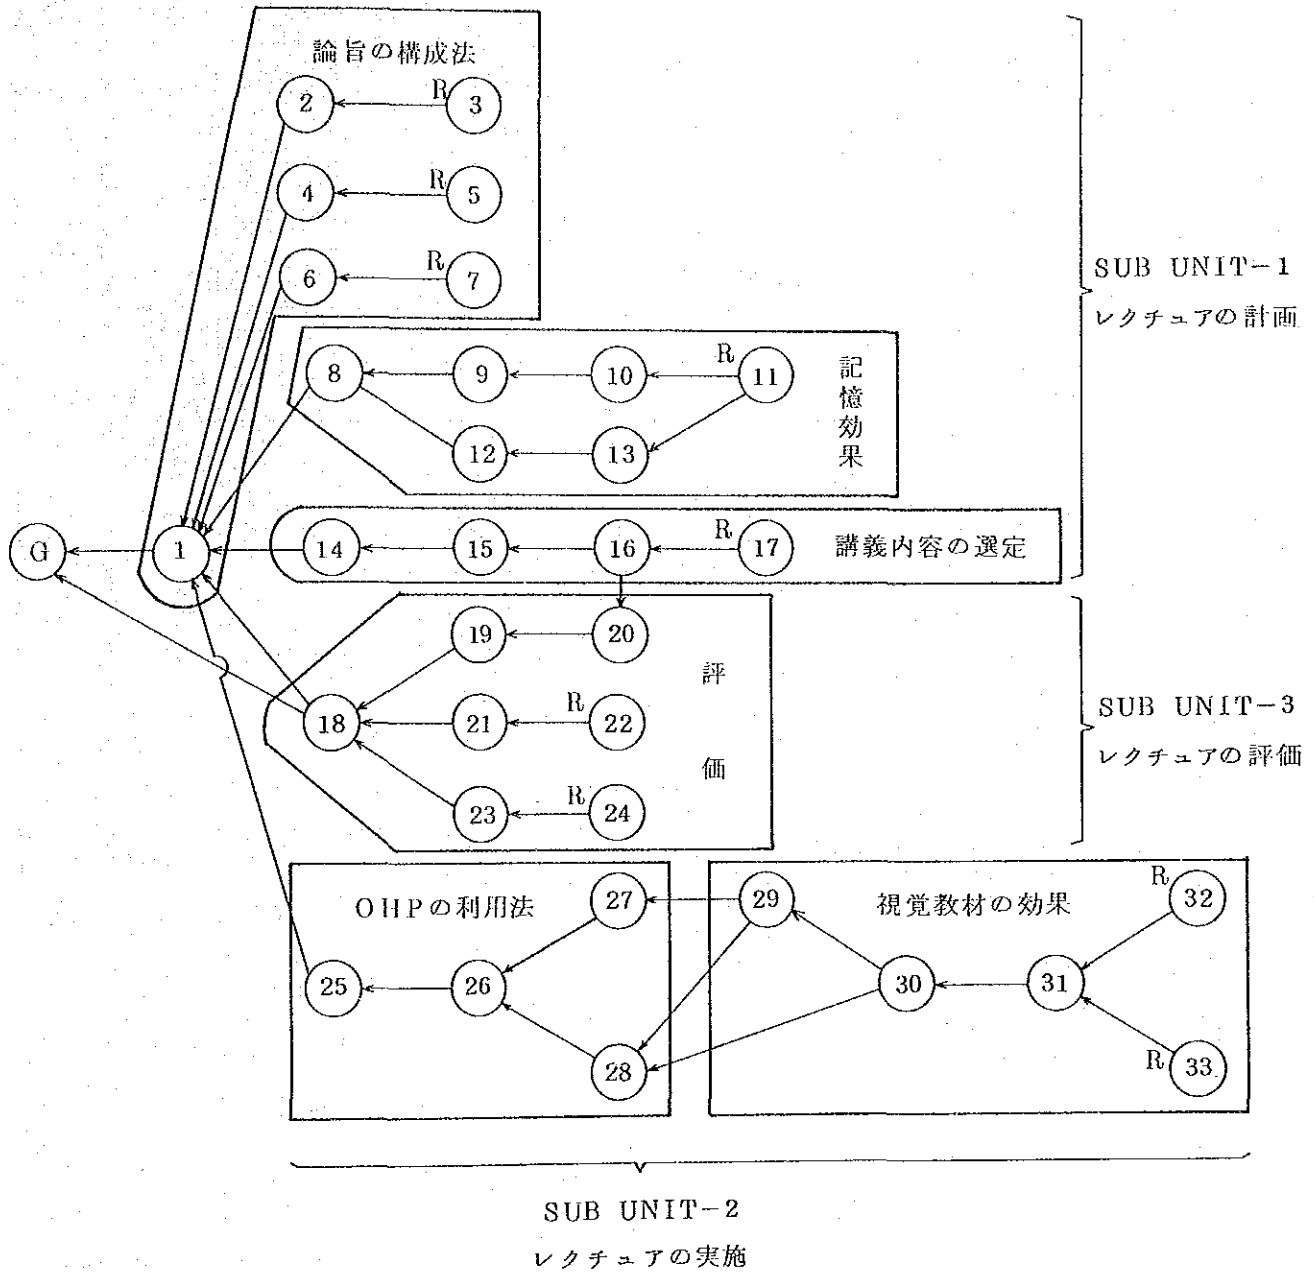 論旨の構成法
2 R 3
4 R 5
6 R 7
SUB UNIT-1
レクチュアの計画
8 9 10 R 11
記憶効果
12 13
G 1 14 15 16 R 17 講義内容の選定
19 20
評価
18 21 R 22
23 R 24
SUB UNIT-3
レクチュアの評価
OHPの利用法
27
25 26
28
29 視覚教材の効果 R 32
30 31
R 33
SUB UNIT-2
レクチュアの実施